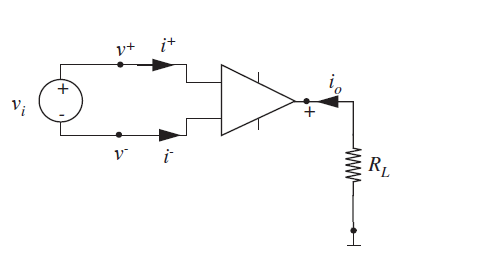 v⁺ i⁺
vᵢ + -
v⁻ i⁻
iₒ
+
R_L